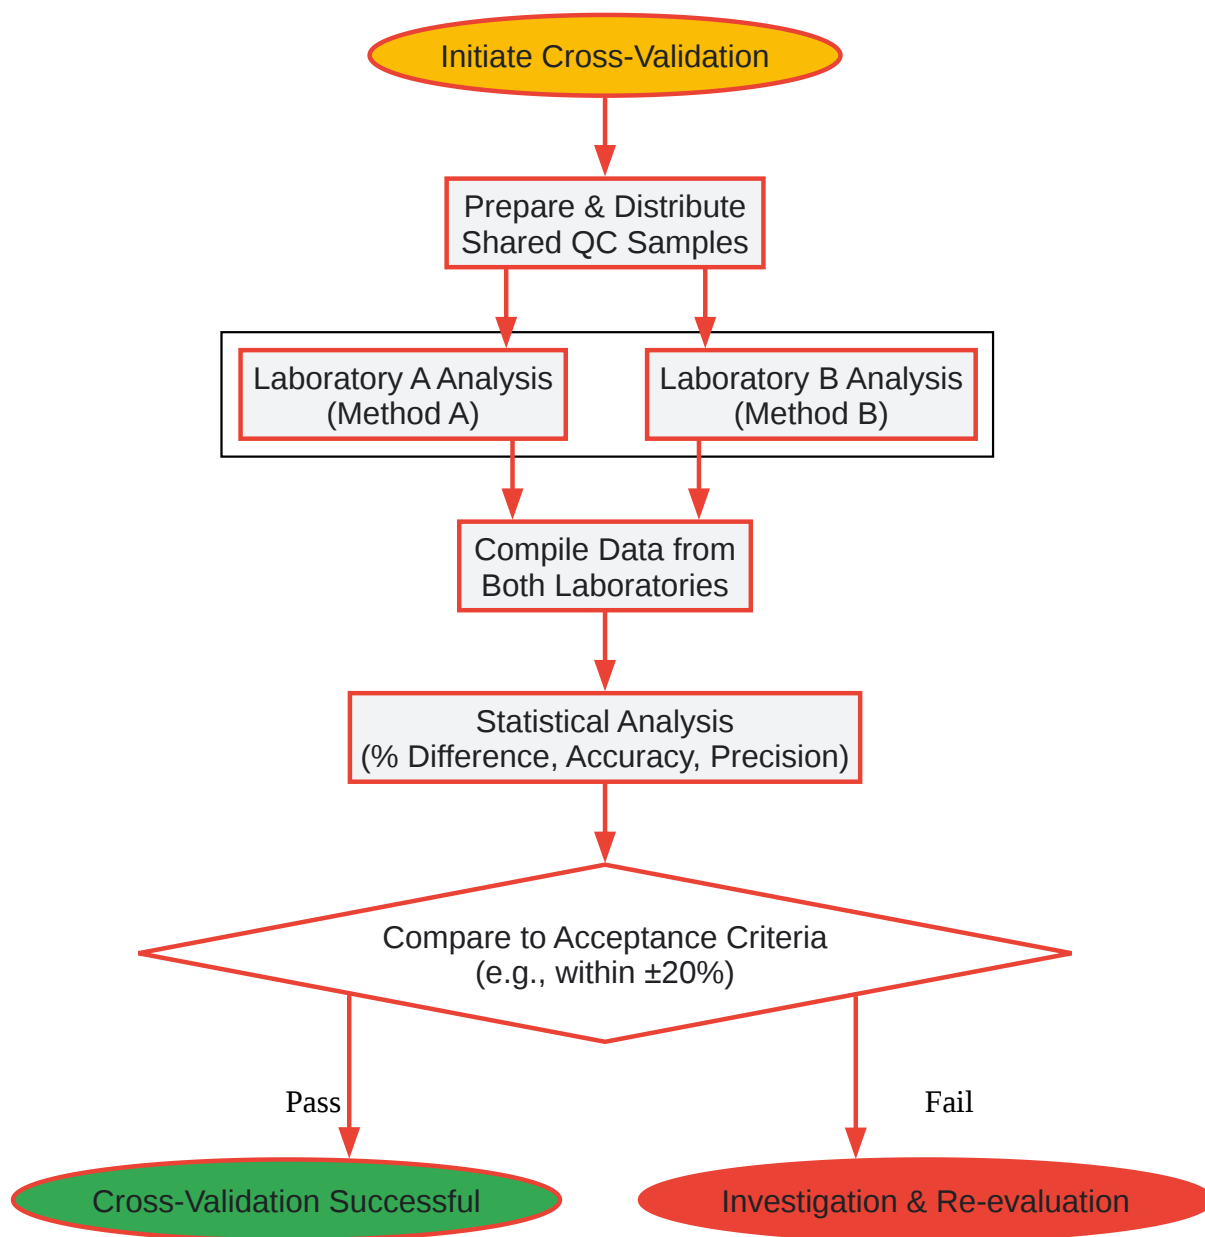 Initiate Cross-Validation
Prepare & Distribute
Shared QC Samples
Laboratory A Analysis
(Method A)
Laboratory B Analysis
(Method B)
Compile Data from
Both Laboratories
Statistical Analysis
(% Difference, Accuracy, Precision)
Compare to Acceptance Criteria
(e.g., within ±20%)
Pass
Fail
Cross-Validation Successful
Investigation & Re-evaluation